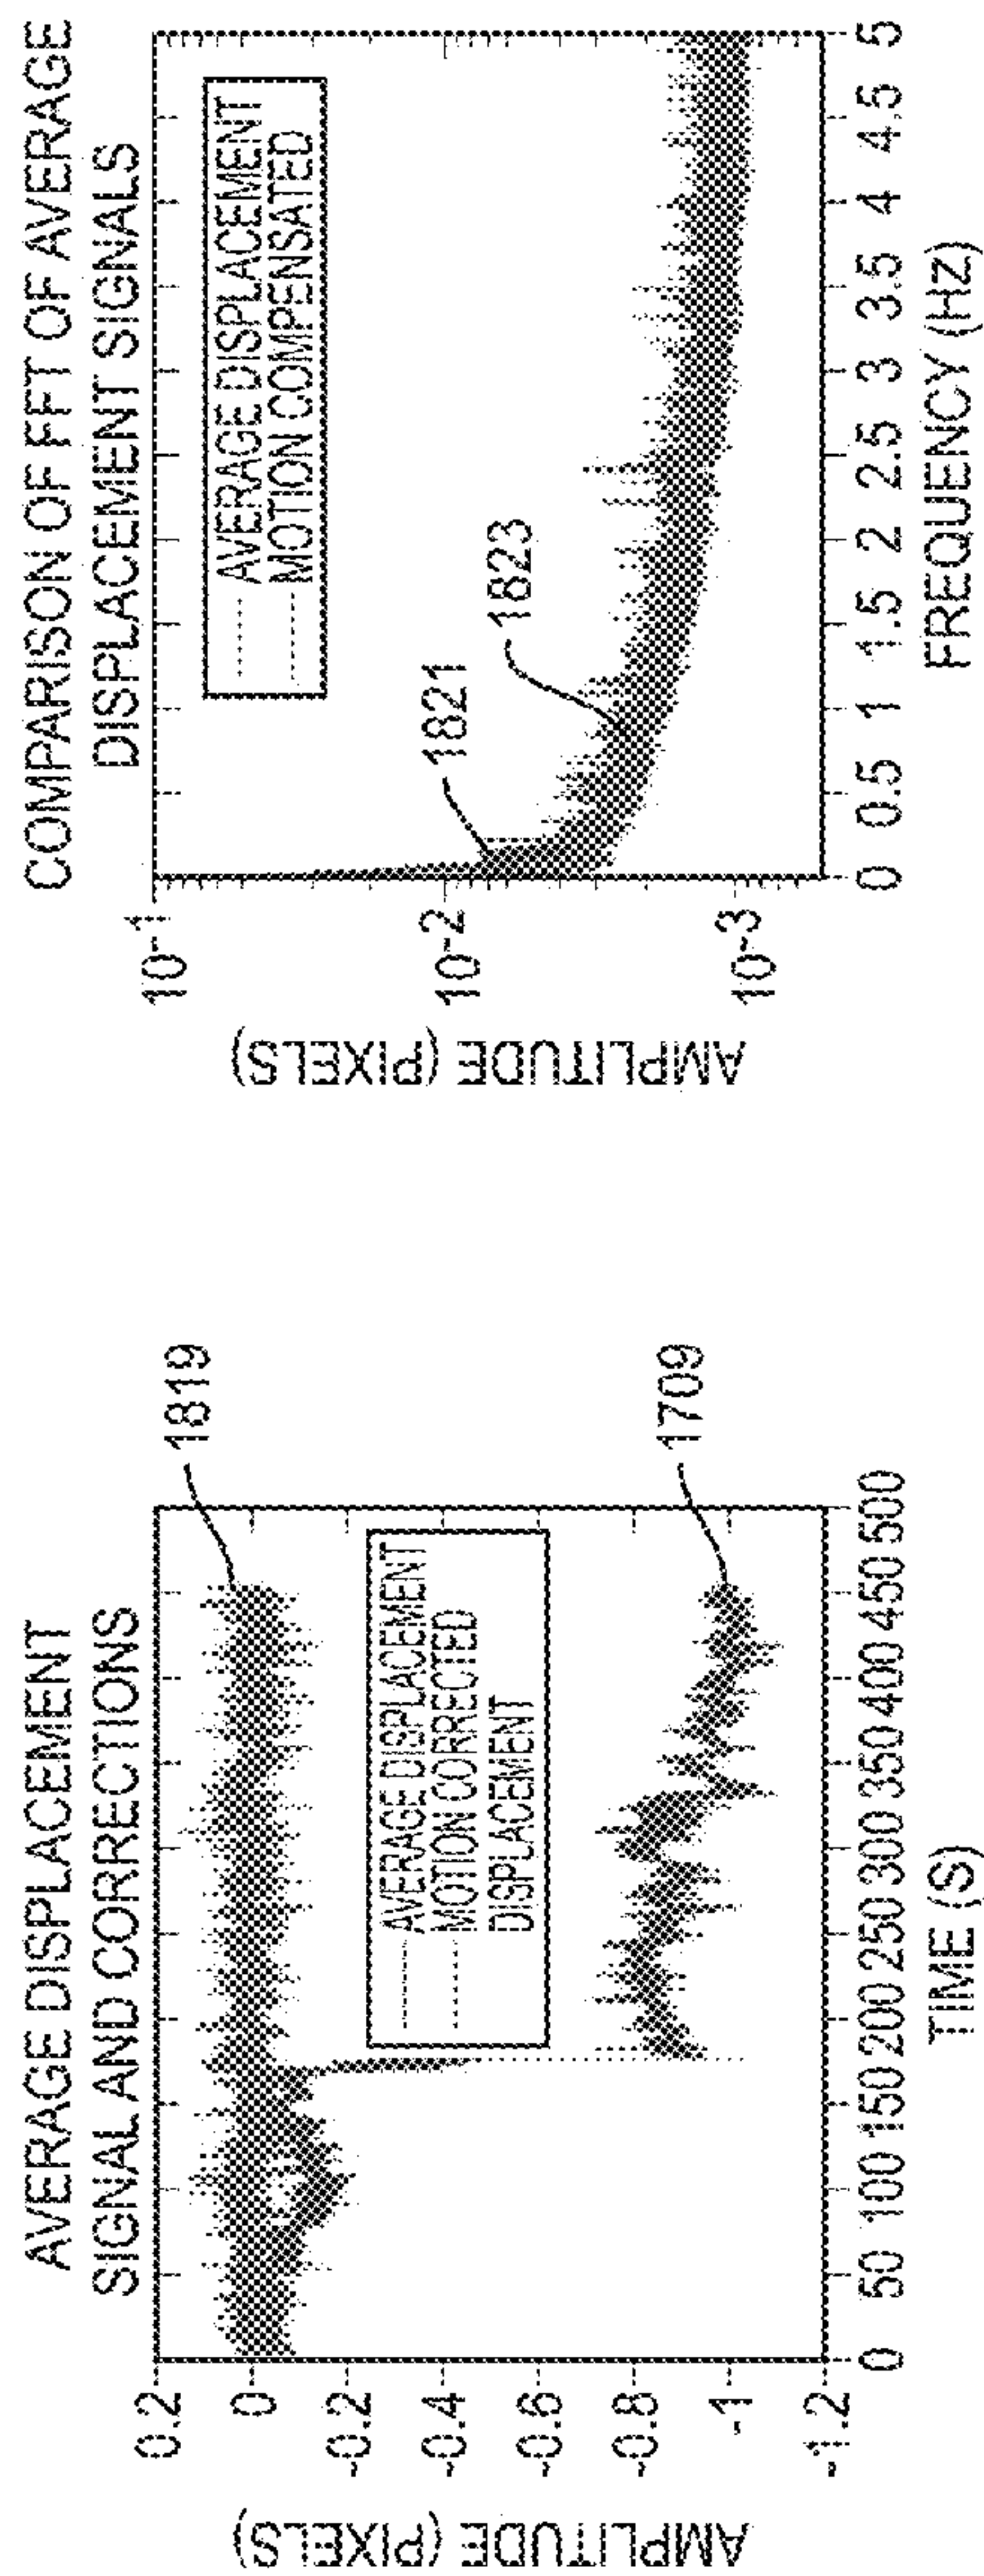 AVERAGE DISPLACEMENT
SIGNAL AND CORRECTIONS
AMPLITUDE (PIXELS)
0.2
0
-0.2
-0.4
-0.6
-0.8
-1
-1.2
AVERAGE DISPLACEMENT
MOTION CORRECTED
DISPLACEMENT
1819
1709
0 50 100 150 200 250 300 350 400 450 500
TIME (S)
COMPARISON OF FFT OF AVERAGE
DISPLACEMENT SIGNALS
AMPLITUDE (PIXELS)
10-1
10-2
10-3
AVERAGE DISPLACEMENT
MOTION COMPENSATED
1821
1823
0 0.5 1 1.5 2 2.5 3 3.5 4 4.5 5
FREQUENCY (HZ)